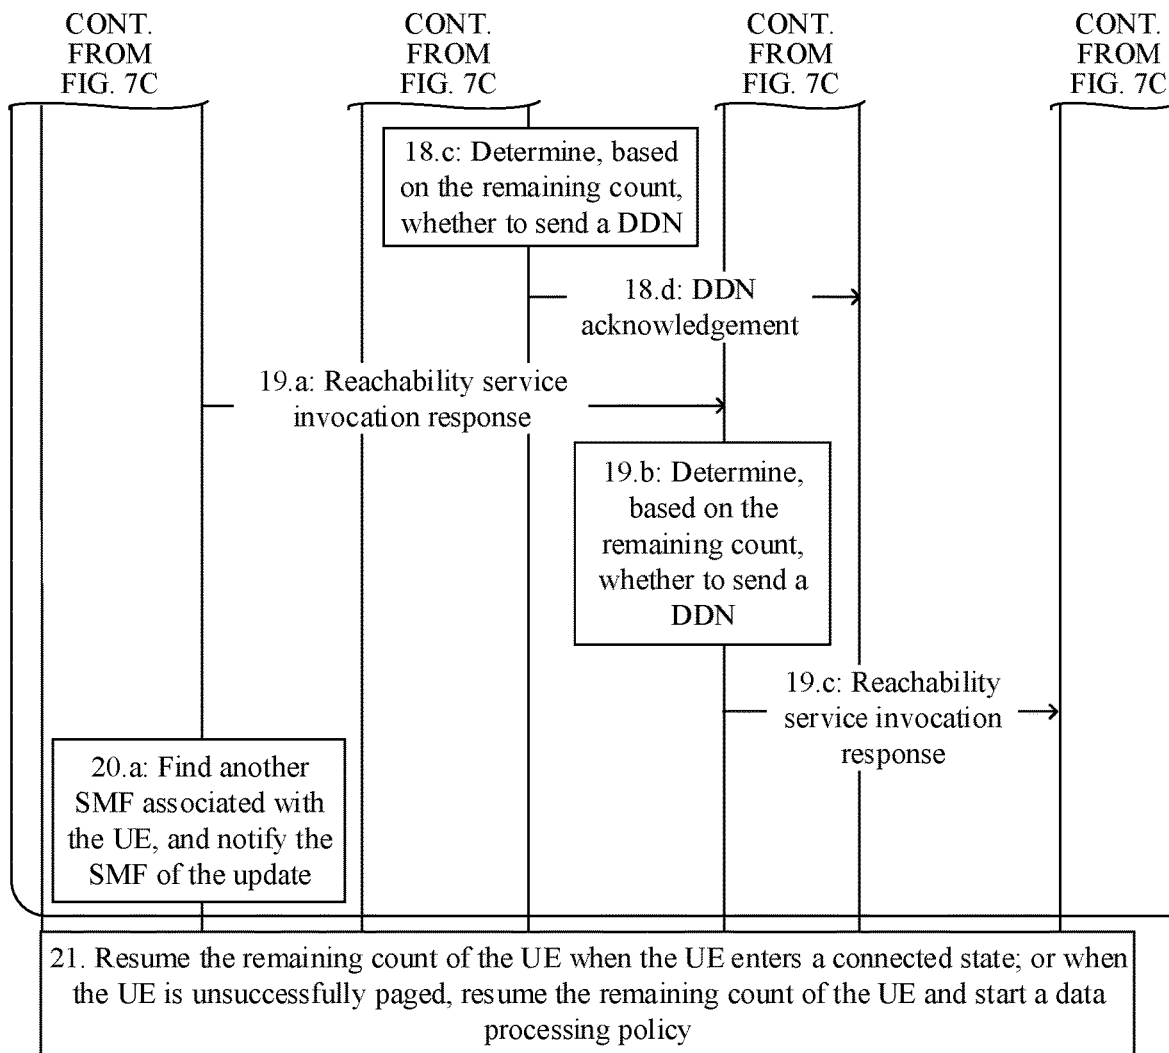 CONT.
FROM
FIG. 7C
CONT.
FROM
FIG. 7C
CONT.
FROM
FIG. 7C
CONT.
FROM
FIG. 7C
18.c: Determine, based
on the remaining count,
whether to send a DDN
18.d: DDN
acknowledgement
19.a: Reachability service
invocation response
19.b: Determine,
based on the
remaining count,
whether to send a
DDN
19.c: Reachability
service invocation
response
20.a: Find another
SMF associated with
the UE, and notify the
SMF of the update
21. Resume the remaining count of the UE when the UE enters a connected state; or when
the UE is unsuccessfully paged, resume the remaining count of the UE and start a data
processing policy